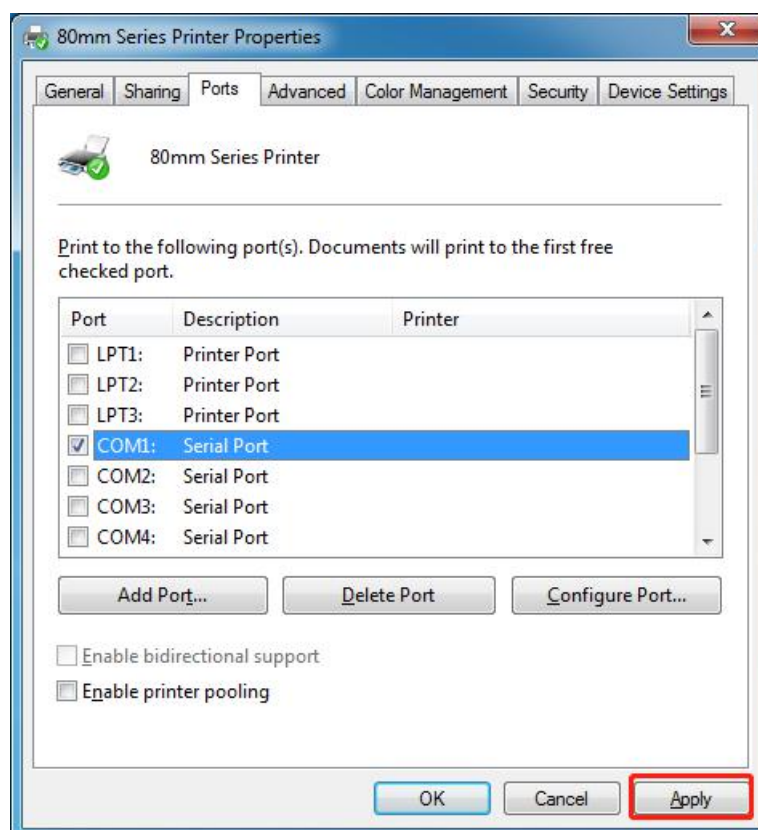 80mm Series Printer Properties
General Sharing Ports Advanced Color Management Security Device Settings
80mm Series Printer
Print to the following port(s). Documents will print to the first free
checked port.
Port Description Printer
LPT1: Printer Port
LPT2: Printer Port
LPT3: Printer Port
COM1: Serial Port
COM2: Serial Port
COM3: Serial Port
COM4: Serial Port
Add Port... Delete Port Configure Port...
Enable bidirectional support
Enable printer pooling
OK Cancel Apply